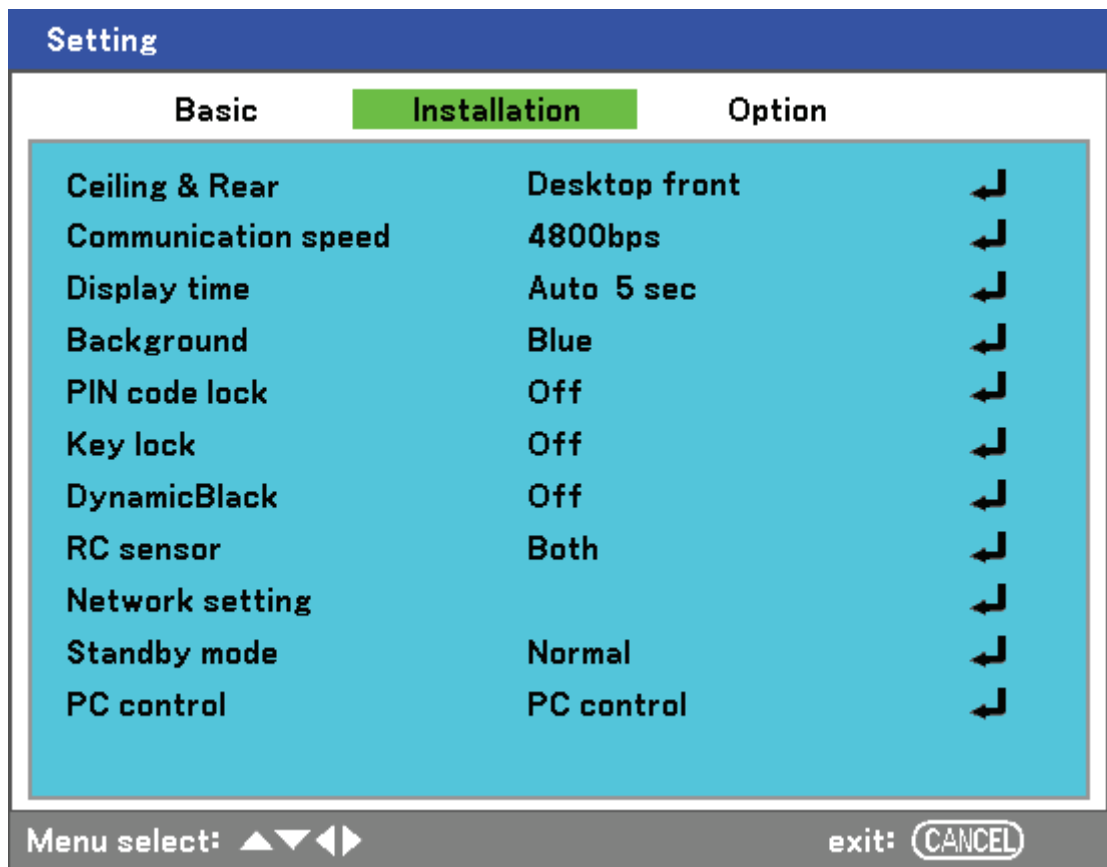 Setting
Basic Installation Option
Ceiling & Rear Desktop front
Communication speed 4800bps
Display time Auto 5 sec
Background Blue
PIN code lock Off
Key lock Off
DynamicBlack Off
RC sensor Both
Network setting
Standby mode Normal
PC control PC control
Menu select: ▲▼◀▶ exit: CANCEL